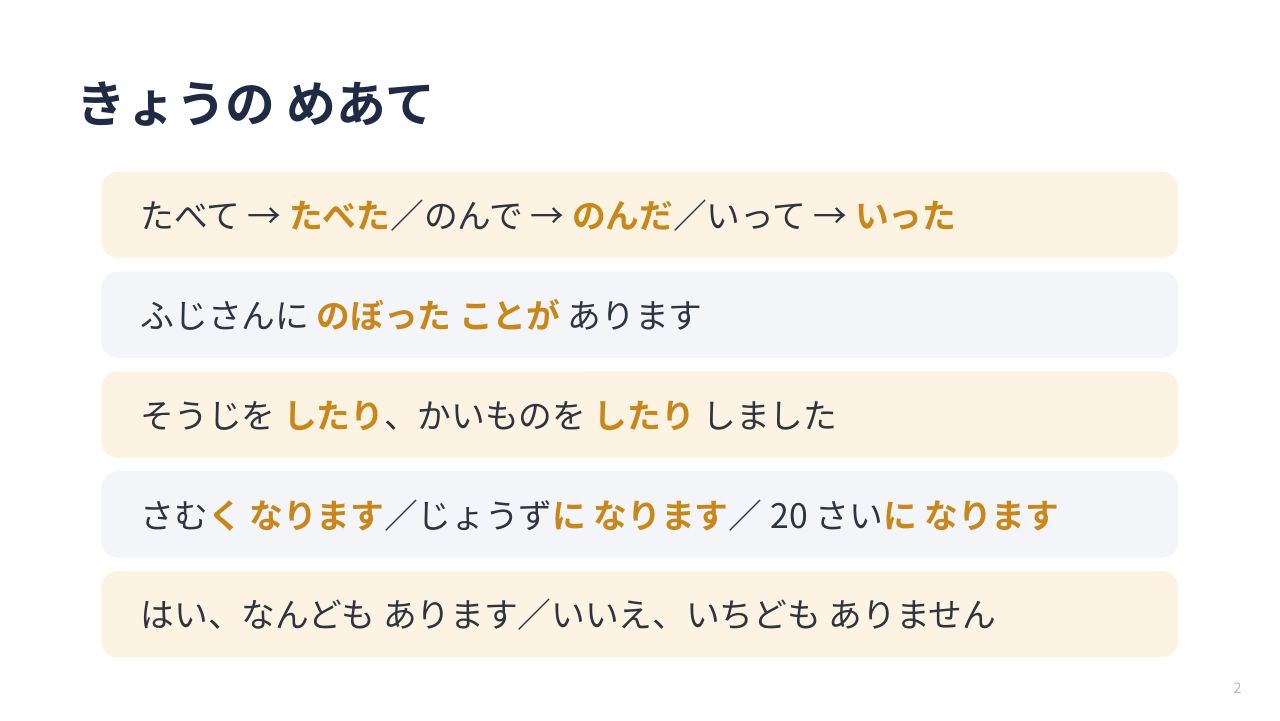 きょうの めあて
たべて → たべた／のんで → のんだ／いって → いった
ふじさんに のぼった ことが あります
そうじを したり、かいものを したり しました
さむく なります／じょうずに なります／ 20 さいに なります
はい、なんども あります／いいえ、いちども ありません
2